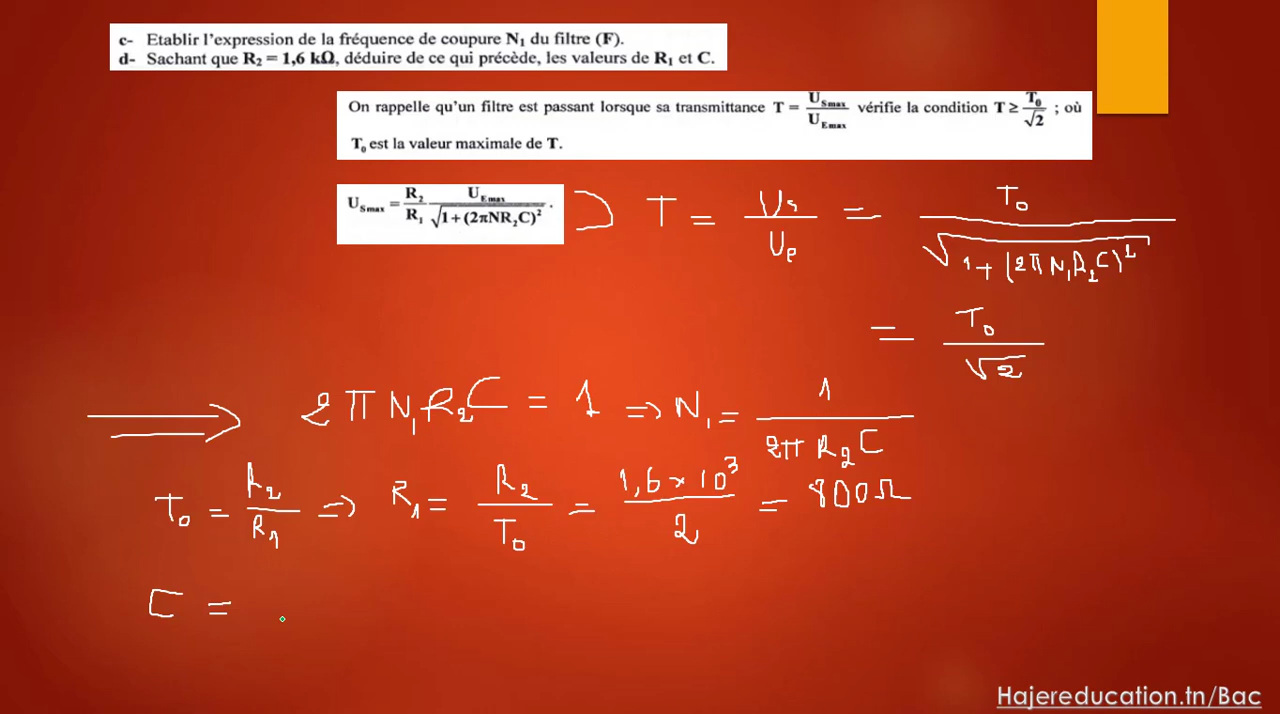 c- Etablir l'expression de la fréquence de coupure N₁ du filtre (F).
d- Sachant que R₂ = 1,6 kΩ, déduire de ce qui précède, les valeurs de R₁ et C.
On rappelle qu'un filtre est passant lorsque sa transmittance T = U_Smax / U_Emax vérifie la condition T ≥ T₀/√2 ; où
T₀ est la valeur maximale de T.
U_Smax = R₂/R₁ U_Emax/√(1+(2πNR₂C)²).
T = Us/Ue = T₀/√(1+(2πN₁R₂C)²)
= T₀/√2
⟹ 2πN₁R₂C = 1 ⇒ N₁ = 1/(2πR₂C)
T₀ = R₂/R₁ ⇒ R₁ = R₂/T₀ = 1,6×10³/2 = 800Ω
C =
Hajereducation.tn/Bac